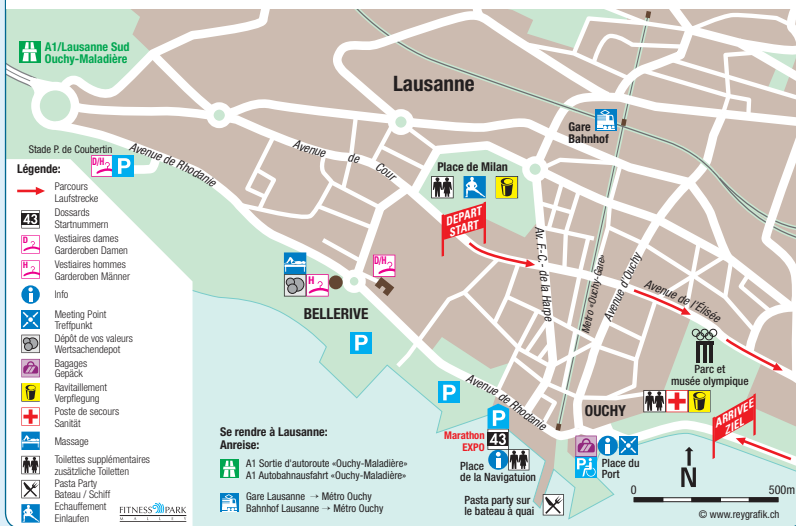 A1/Lausanne Sud
Ouchy-Maladière
Lausanne
Gare
Bahnhof
Stade P. de Coubertin
D/H
P
Avenue de Rhodanie
Avenue de Cour
Place de Milan
DEPART
START
Av. F.-C.- de la Harpe
Métro «Ouchy-Gare»
Avenue d'Ouchy
Avenue de l'Élisée
Légende:
Parcours
Laufstrecke
43
Dossards
Startnummern
D
Vestiaires dames
Garderoben Damen
H
Vestiaires hommes
Garderoben Männer
i
Info
Meeting Point
Treffpunkt
Dépôt de vos valeurs
Wertsachendepot
Bagages
Gepäck
Ravitaillement
Verpflegung
Poste de secours
Sanität
Massage
Toilettes supplémentaires
zusätzliche Toiletten
Pasta Party
Bateau / Schiff
Echauffement
Einlaufen
FITNESS PARK
MALLEY
H
D/H
BELLERIVE
P
P
Avenue de Rhodanie
Parc et
musée olympique
ARRIVEE
ZIEL
OUCHY
P
Marathon
EXPO
43
i
Place
de la Navigatuion
i
P
Place du
Port
Pasta party sur
le bateau à quai
Se rendre à Lausanne:
Anreise:
A1 Sortie d'autoroute «Ouchy-Maladière»
A1 Autobahnausfahrt «Ouchy-Maladière»
Gare Lausanne → Métro Ouchy
Bahnhof Lausanne → Métro Ouchy
N
0 500m
© www.reygrafik.ch